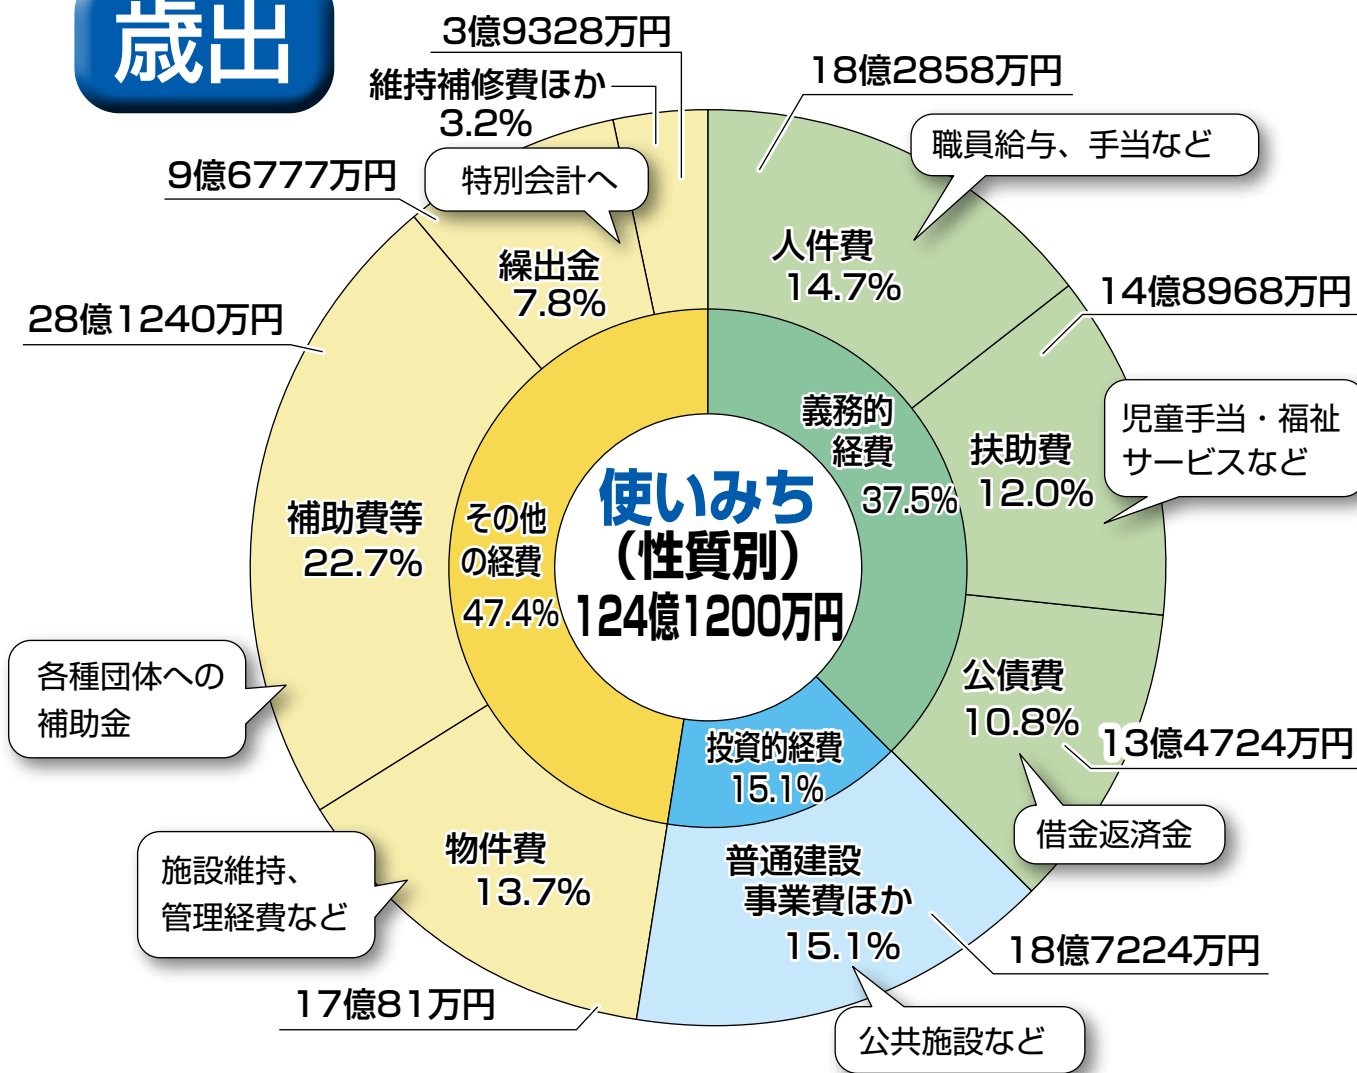 歳出
3億9328万円
維持補修費ほか
3.2%
18億2858万円
職員給与、手当など
9億6777万円
特別会計へ
人件費
14.7%
繰出金
7.8%
14億8968万円
28億1240万円
義務的
経費
37.5%
扶助費
12.0%
児童手当・福祉
サービスなど
使いみち
(性質別)
124億1200万円
補助費等
22.7%
その他
の経費
47.4%
各種団体への
補助金
公債費
10.8%
13億4724万円
投資的経費
15.1%
借金返済金
物件費
13.7%
施設維持、
管理経費など
普通建設
事業費ほか
15.1%
18億7224万円
17億81万円
公共施設など